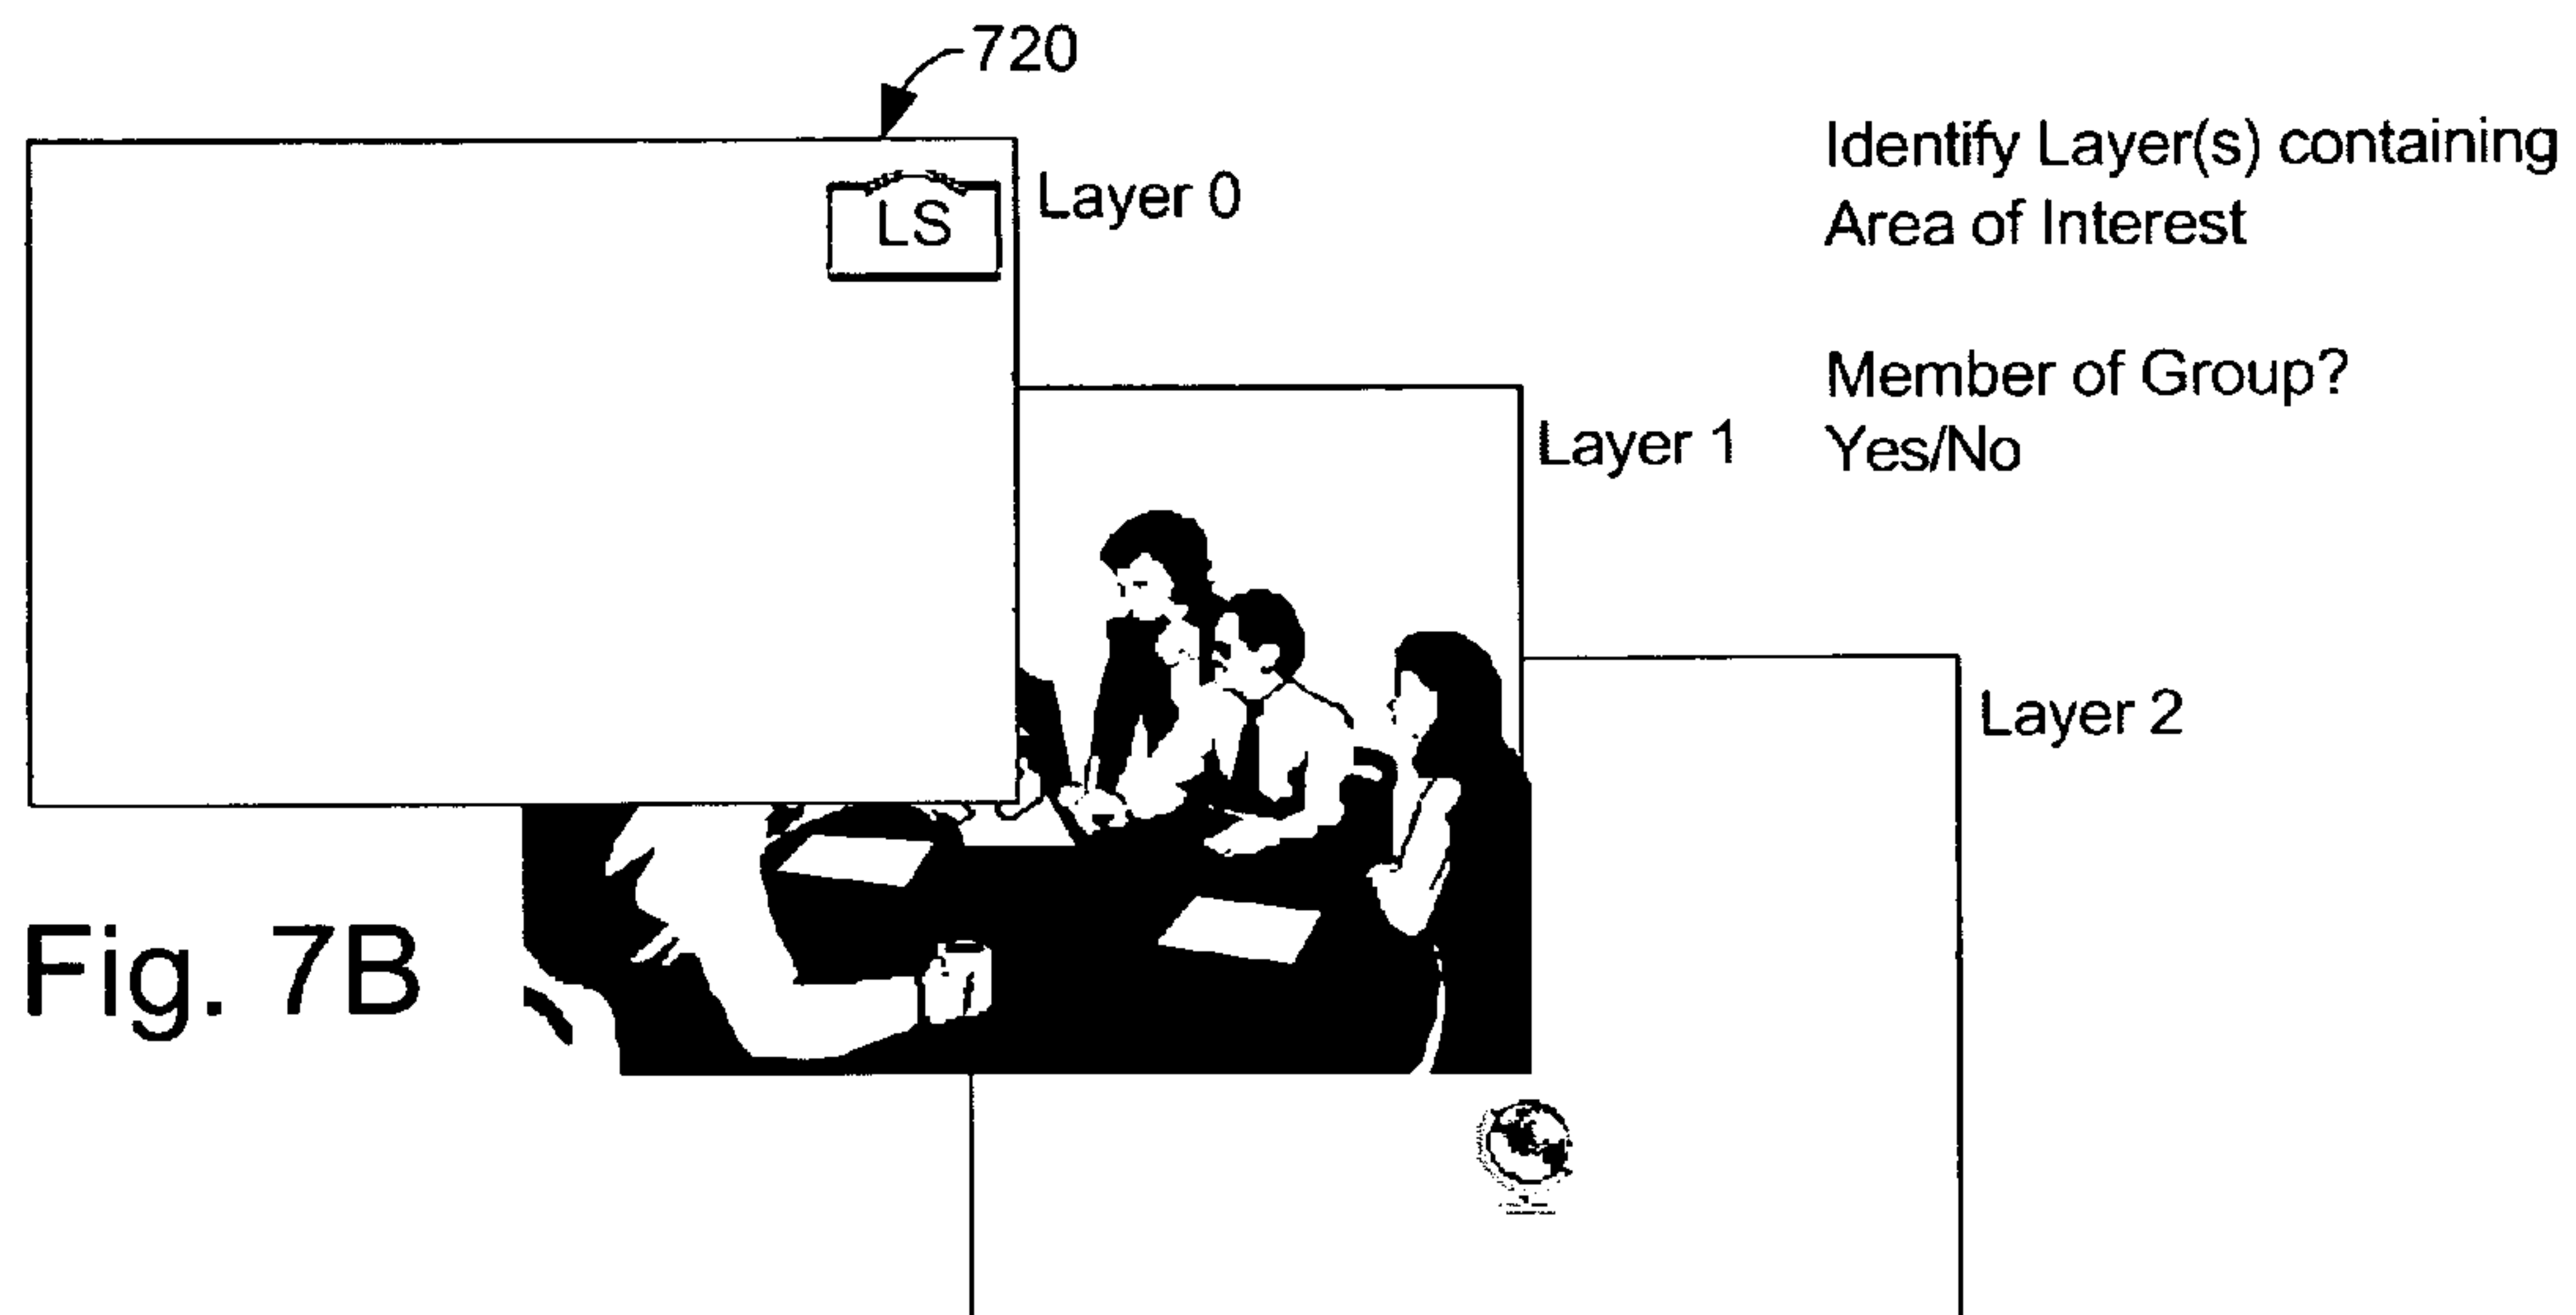 720
LS
Layer 0
Identify Layer(s) containing
Area of Interest
Member of Group?
Yes/No
Layer 1
Layer 2
Fig. 7B